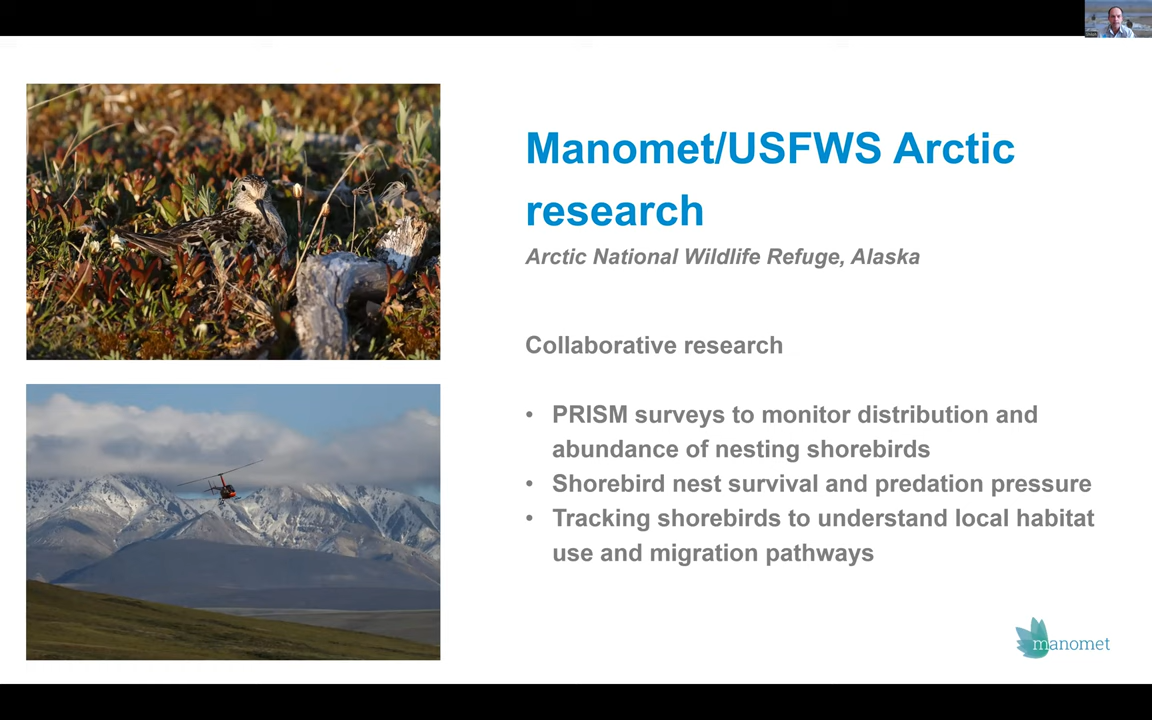 Manomet/USFWS Arctic
research
Arctic National Wildlife Refuge, Alaska
Collaborative research
• PRISM surveys to monitor distribution and
abundance of nesting shorebirds
• Shorebird nest survival and predation pressure
• Tracking shorebirds to understand local habitat
use and migration pathways
manomet